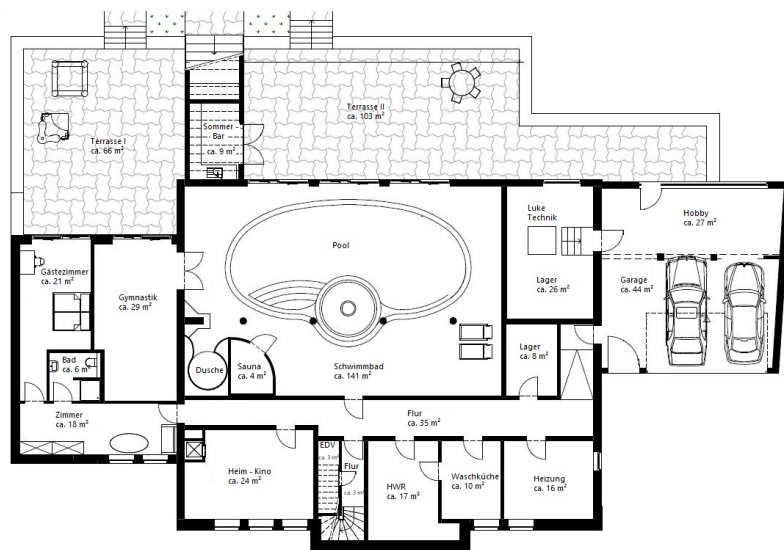 Terrasse I
ca. 66 m²
Sommer -
Bar
ca. 9 m²
Terrasse II
ca. 103 m²
Gästezimmer
ca. 21 m²
Gymnastik
ca. 29 m²
Pool
Luke
Technik
Lager
ca. 26 m²
Hobby
ca. 27 m²
Garage
ca. 44 m²
Bad
ca. 6 m²
Dusche
Sauna
ca. 4 m²
Schwimmbad
ca. 141 m²
Lager
ca. 8 m²
Zimmer
ca. 18 m²
Flur
ca. 35 m²
Heim - Kino
ca. 24 m²
EDV
ca. 3 m²
Flur
ca. 3 m²
HWR
ca. 17 m²
Waschküche
ca. 10 m²
Heizung
ca. 16 m²